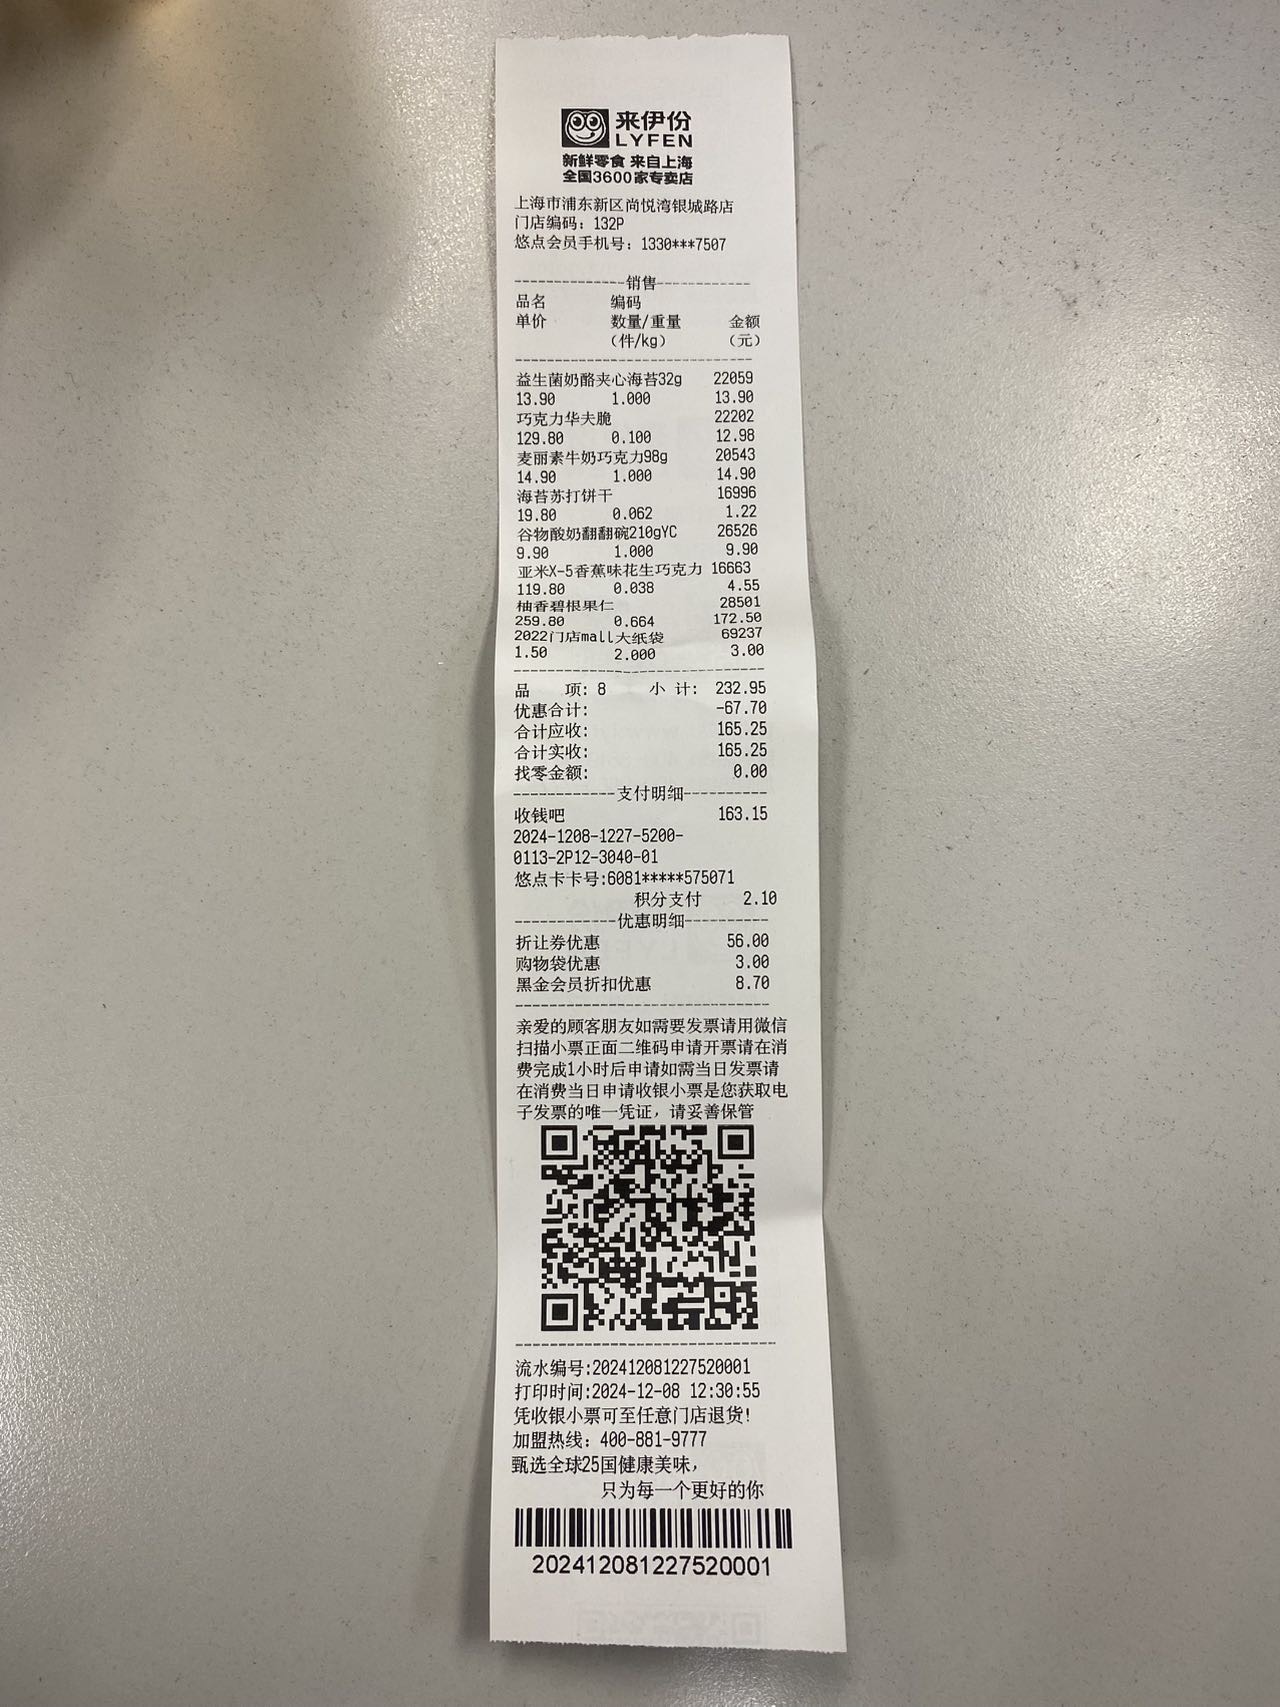 来伊份
LYFEN
新鲜零食 来自上海
全国3600家专卖店
上海市浦东新区尚悦湾银城路店
门店编码：132P
悠点会员手机号：1330***7507
--------------销售------------
品名 编码
单价 数量/重量 金额
（件/kg） （元）
------------------------------
益生菌奶酪夹心海苔32g 22059
13.90 1.000 13.90
巧克力华夫脆 22202
129.80 0.100 12.98
麦丽素牛奶巧克力98g 20543
14.90 1.000 14.90
海苔苏打饼干 16996
19.80 0.062 1.22
谷物酸奶翻翻碗210gYC 26526
9.90 1.000 9.90
亚米X-5香蕉味花生巧克力 16663
119.80 0.038 4.55
柚香碧根果仁 28501
259.80 0.664 172.50
2022门店mall大纸袋 69237
1.50 2.000 3.00
------------------------------
品 项: 8 小 计: 232.95
优惠合计: -67.70
合计应收: 165.25
合计实收: 165.25
找零金额: 0.00
------------支付明细----------
收钱吧 163.15
2024-1208-1227-5200-
0113-2P12-3040-01
悠点卡卡号:6081*****575071
积分支付 2.10
------------优惠明细----------
折让券优惠 56.00
购物袋优惠 3.00
黑金会员折扣优惠 8.70
------------------------------
亲爱的顾客朋友如需要发票请用微信
扫描小票正面二维码申请开票请在消
费完成1小时后申请如需当日发票请
在消费当日申请收银小票是您获取电
子发票的唯一凭证，请妥善保管
------------------------------
流水编号:202412081227520001
打印时间:2024-12-08 12:30:55
凭收银小票可至任意门店退货!
加盟热线：400-881-9777
甄选全球25国健康美味，
只为每一个更好的你
202412081227520001